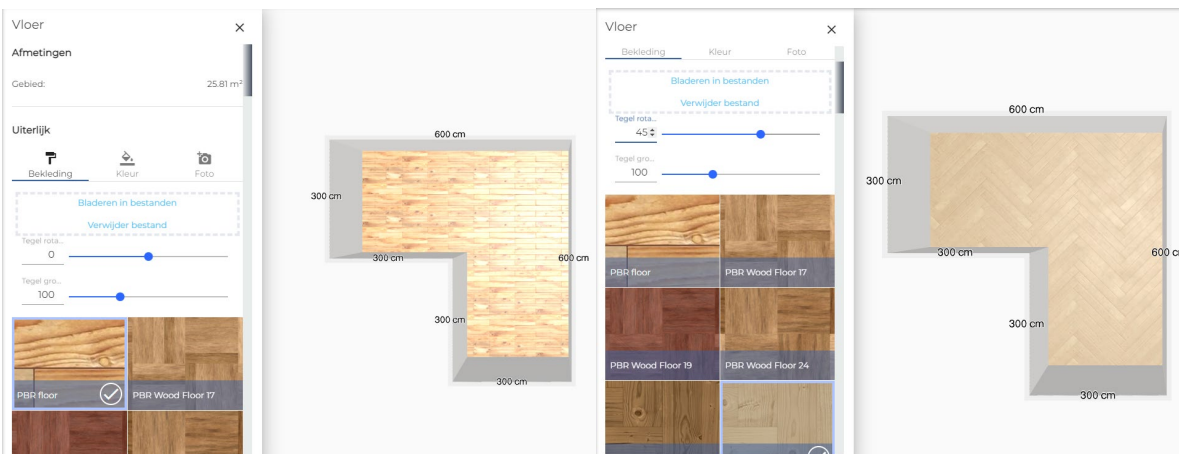 Vloer
Afmetingen
Gebied: 25.81 m²
Uiterlijk
Bekleding Kleur Foto
Bladeren in bestanden
Verwijder bestand
Tegel rota...
0
Tegel gro...
100
PBR floor PBR Wood Floor 17
600 cm
300 cm
300 cm 600 cm
300 cm
300 cm
Vloer
Bekleding Kleur Foto
Bladeren in bestanden
Verwijder bestand
Tegel rota...
45
Tegel gro...
100
PBR floor PBR Wood Floor 17
PBR Wood Floor 19 PBR Wood Floor 24
600 cm
300 cm
300 cm 600 c
300 cm
300 cm